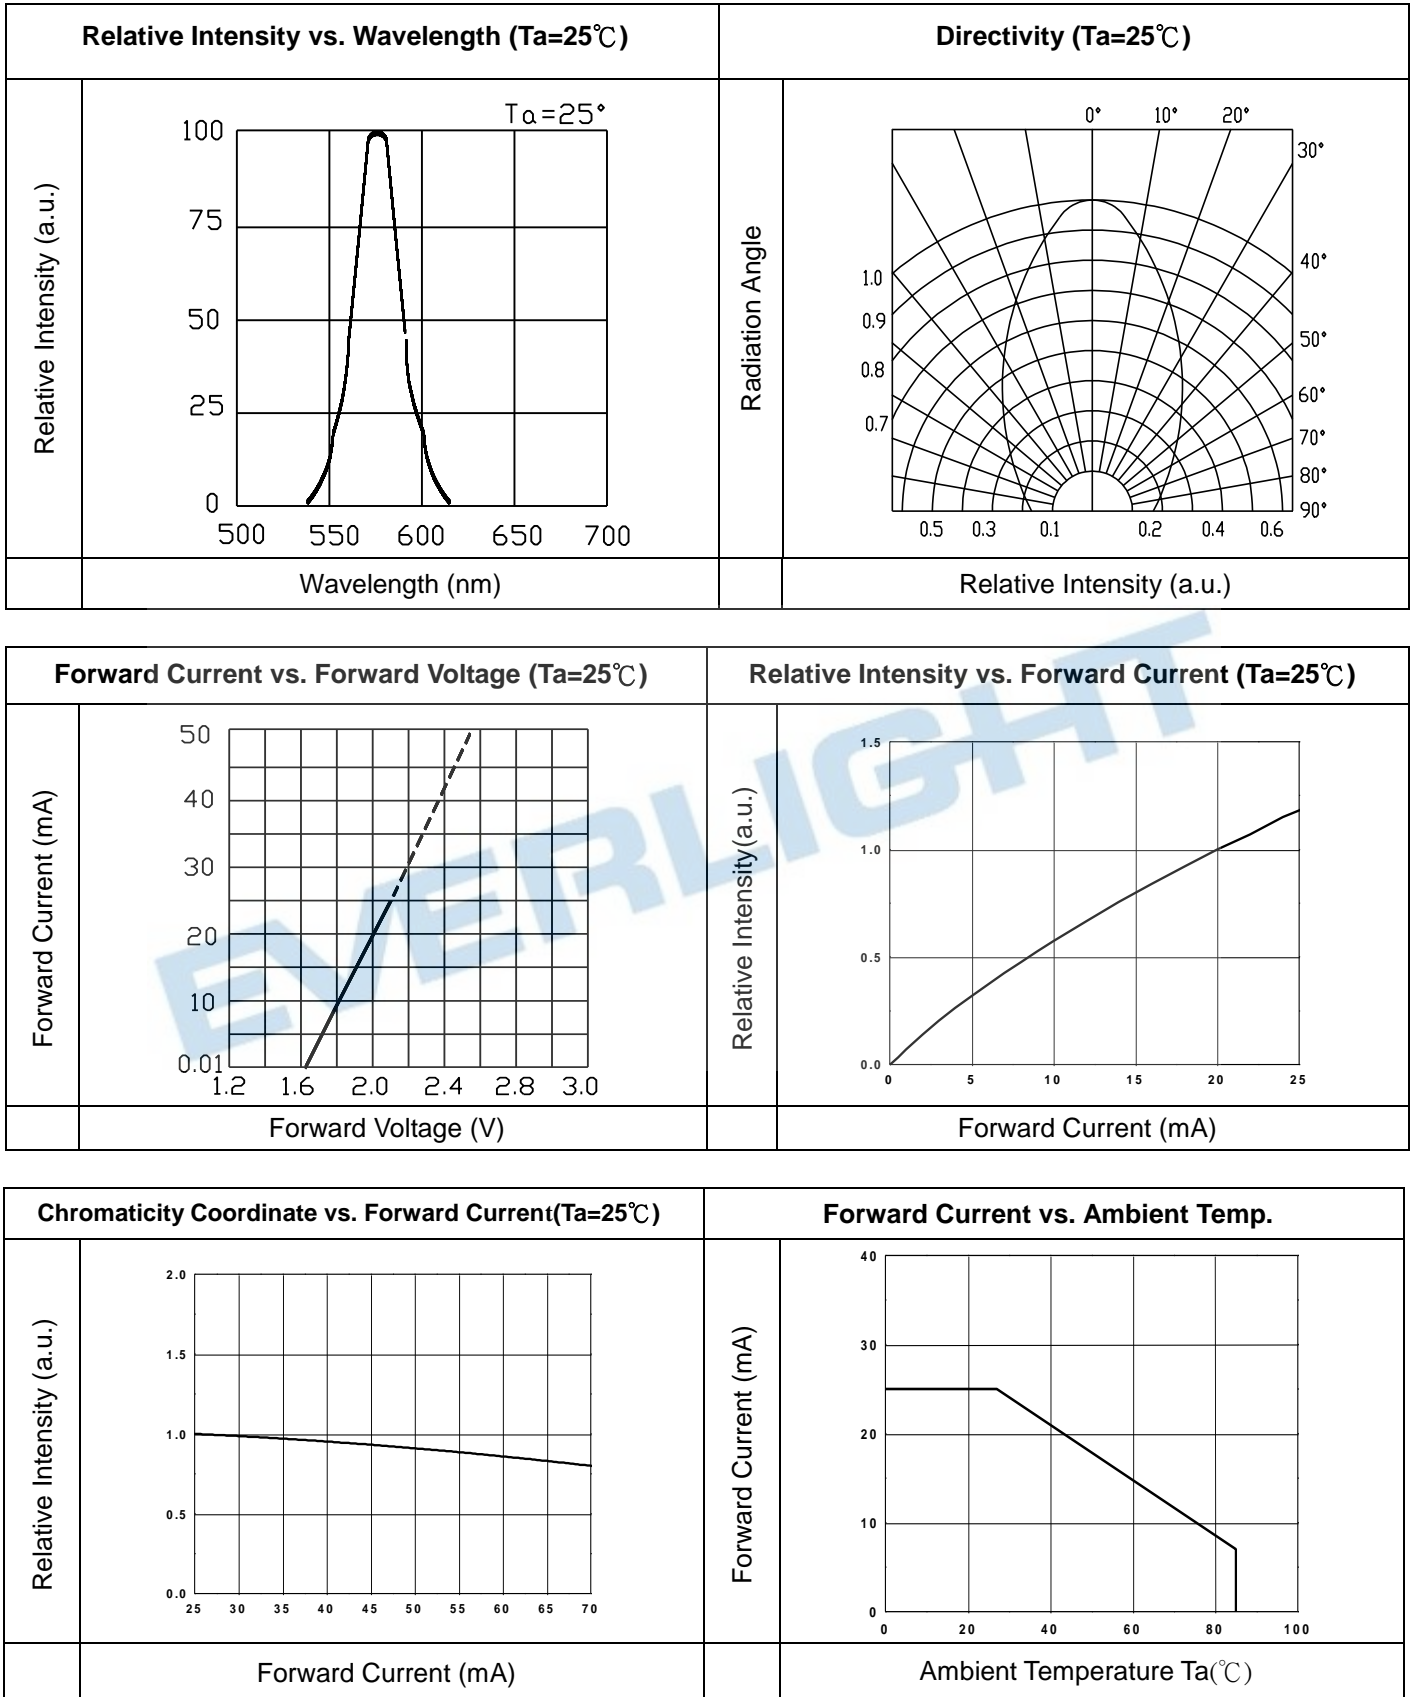 Relative Intensity vs. Wavelength (Ta=25℃)
Directivity (Ta=25℃)
Relative Intensity (a.u.)
Ta=25°
100
75
50
25
0
500 550 600 650 700
Wavelength (nm)
Radiation Angle
0° 10° 20°
30°
40°
50°
60°
70°
80°
90°
1.0
0.9
0.8
0.7
0.5 0.3 0.1 0.2 0.4 0.6
Relative Intensity (a.u.)
EVERLIGHT
Forward Current vs. Forward Voltage (Ta=25℃)
Relative Intensity vs. Forward Current (Ta=25℃)
Forward Current (mA)
50
40
30
20
10
0.01
1.2 1.6 2.0 2.4 2.8 3.0
Forward Voltage (V)
Relative Intensity(a.u.)
1.5
1.0
0.5
0.0
0 5 10 15 20 25
Forward Current (mA)
Chromaticity Coordinate vs. Forward Current(Ta=25℃)
Forward Current vs. Ambient Temp.
Relative Intensity (a.u.)
2.0
1.5
1.0
0.5
0.0
25 30 35 40 45 50 55 60 65 70
Forward Current (mA)
Forward Current (mA)
40
30
20
10
0
0 20 40 60 80 100
Ambient Temperature Ta(℃)